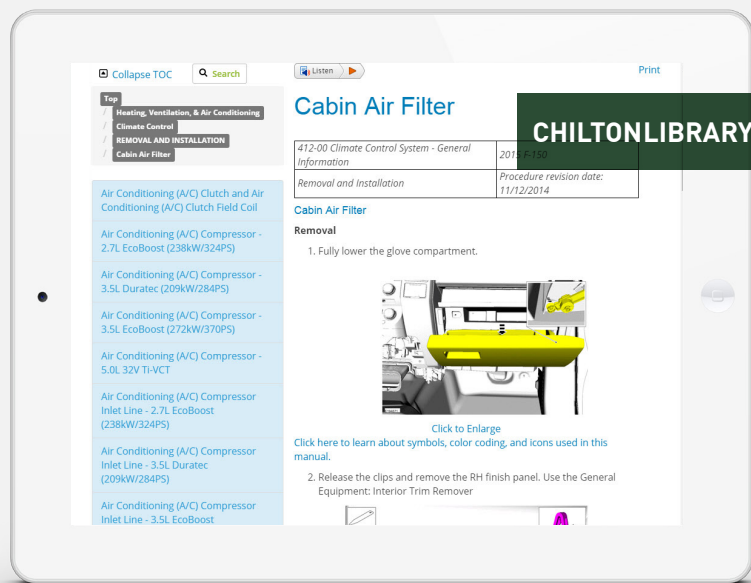 Collapse TOC
Search
Top
/ Heating, Ventilation, & Air Conditioning
/ Climate Control
/ REMOVAL AND INSTALLATION
/ Cabin Air Filter
Air Conditioning (A/C) Clutch and Air
Conditioning (A/C) Clutch Field Coil
Air Conditioning (A/C) Compressor -
2.7L EcoBoost (238kW/324PS)
Air Conditioning (A/C) Compressor -
3.5L Duratec (209kW/284PS)
Air Conditioning (A/C) Compressor -
3.5L EcoBoost (272kW/370PS)
Air Conditioning (A/C) Compressor -
5.0L 32V Ti-VCT
Air Conditioning (A/C) Compressor
Inlet Line - 2.7L EcoBoost
(238kW/324PS)
Air Conditioning (A/C) Compressor
Inlet Line - 3.5L Duratec
(209kW/284PS)
Air Conditioning (A/C) Compressor
Inlet Line - 3.5L EcoBoost
Listen
Print
Cabin Air Filter
CHILTONLIBRARY
412-00 Climate Control System - General
Information
2015 F-150
Removal and Installation
Procedure revision date:
11/12/2014
Cabin Air Filter
Removal
1. Fully lower the glove compartment.
Click to Enlarge
Click here to learn about symbols, color coding, and icons used in this
manual.
2. Release the clips and remove the RH finish panel. Use the General
Equipment: Interior Trim Remover